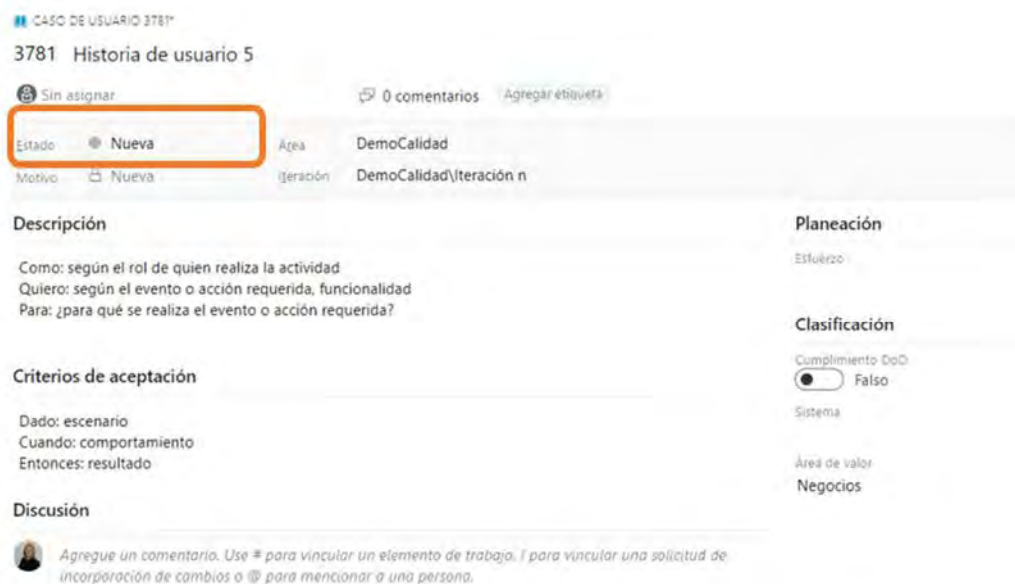 CASO DE USUARIO 3781*
3781 Historia de usuario 5
Sin asignar 0 comentarios Agregar etiqueta
Estado Nueva Área DemoCalidad
Motivo Nueva Iteración DemoCalidad\Iteración n
Descripción Planeación
Como: según el rol de quien realiza la actividad Esfuerzo
Quiero: según el evento o acción requerida, funcionalidad
Para: ¿para qué se realiza el evento o acción requerida?
Clasificación
Cumplimiento DoD
Criterios de aceptación Falso
Dado: escenario Sistema
Cuando: comportamiento
Entonces: resultado Área de valor
Negocios
Discusión
Agregue un comentario. Use # para vincular un elemento de trabajo, ! para vincular una solicitud de
incorporación de cambios o @ para mencionar a una persona.